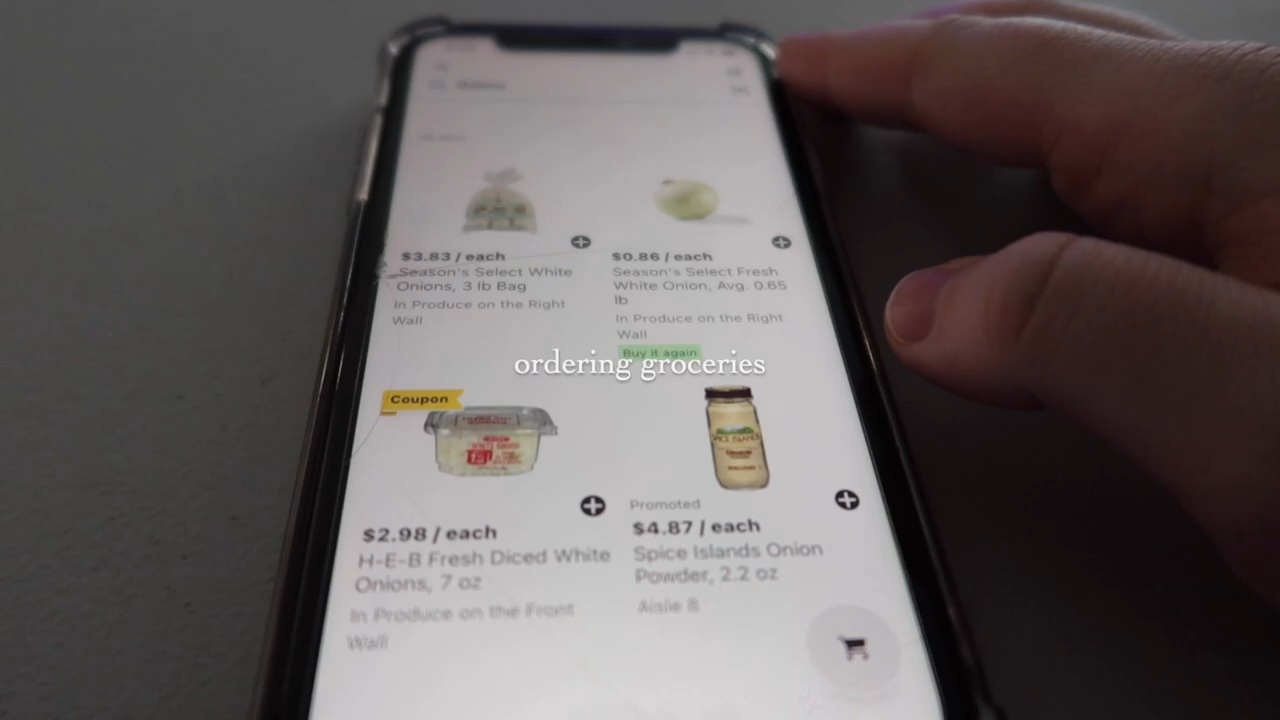 $3.83 / each
Season's Select White
Onions, 3 lb Bag
In Produce on the Right
Wall
$0.86 / each
Season's Select Fresh
White Onion, Avg. 0.65
lb
In Produce on the Right
Wall
Buy it again
ordering groceries
Coupon
$2.98 / each
H-E-B Fresh Diced White
Onions, 7 oz
In Produce on the Front
Wall
SPICE ISLANDS
Promoted
$4.87 / each
Spice Islands Onion
Powder, 2.2 oz
Aisle 8